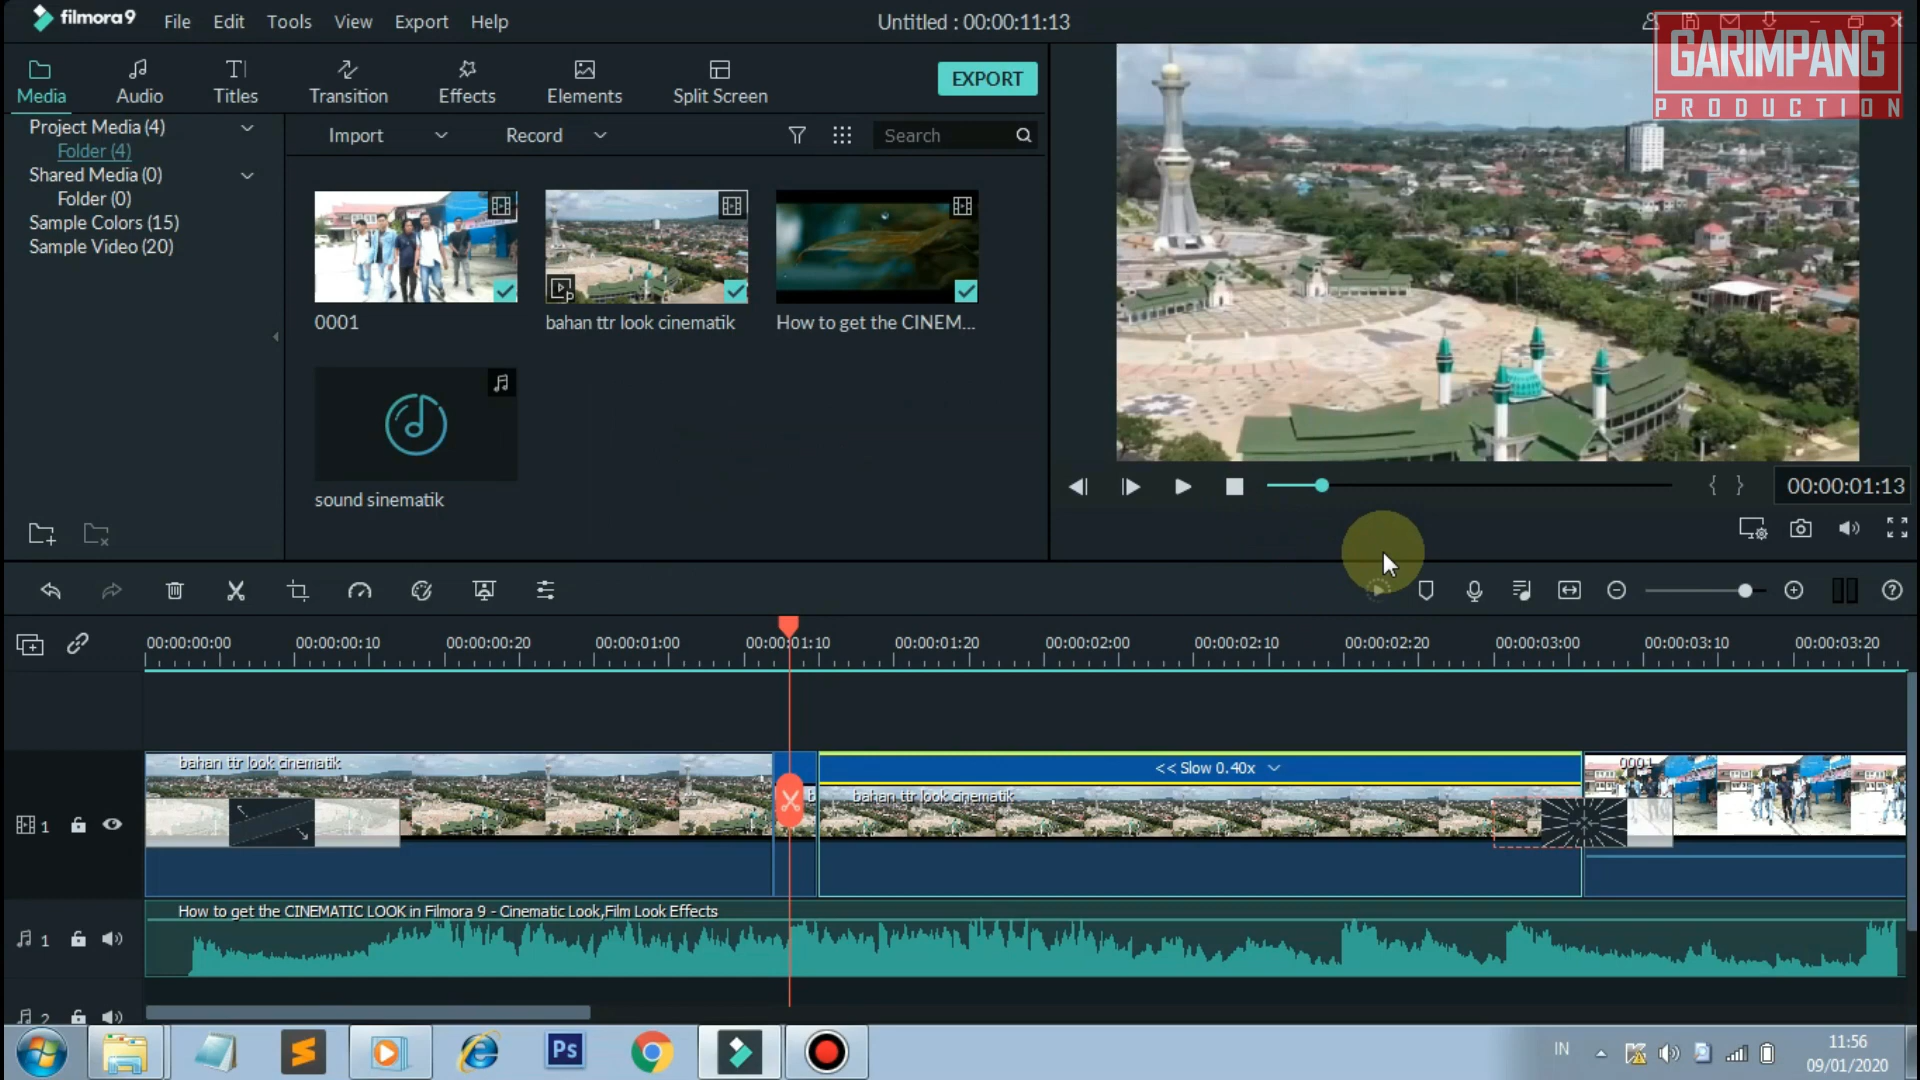 filmora9
File Edit Tools View Export Help
Untitled : 00:00:11:13
GARIMPANG
PRODUCTION
Media
Audio
Titles
Transition
Effects
Elements
Split Screen
EXPORT
Project Media (4)
Folder (4)
Shared Media (0)
Folder (0)
Sample Colors (15)
Sample Video (20)
Import
Record
Search
0001
bahan ttr look cinematik
How to get the CINEM...
sound sinematik
00:00:01:13
00:00:00:00 00:00:00:10 00:00:00:20 00:00:01:00 00:00:01:10 00:00:01:20 00:00:02:00 00:00:02:10 00:00:02:20 00:00:03:00 00:00:03:10 00:00:03:20
bahan ttr look cinematik
<< Slow 0.40x
b
bahan ttr look cinematik
0001
1
How to get the CINEMATIC LOOK in Filmora 9 - Cinematic Look,Film Look Effects
1
2
Ps
IN
11:56
09/01/2020